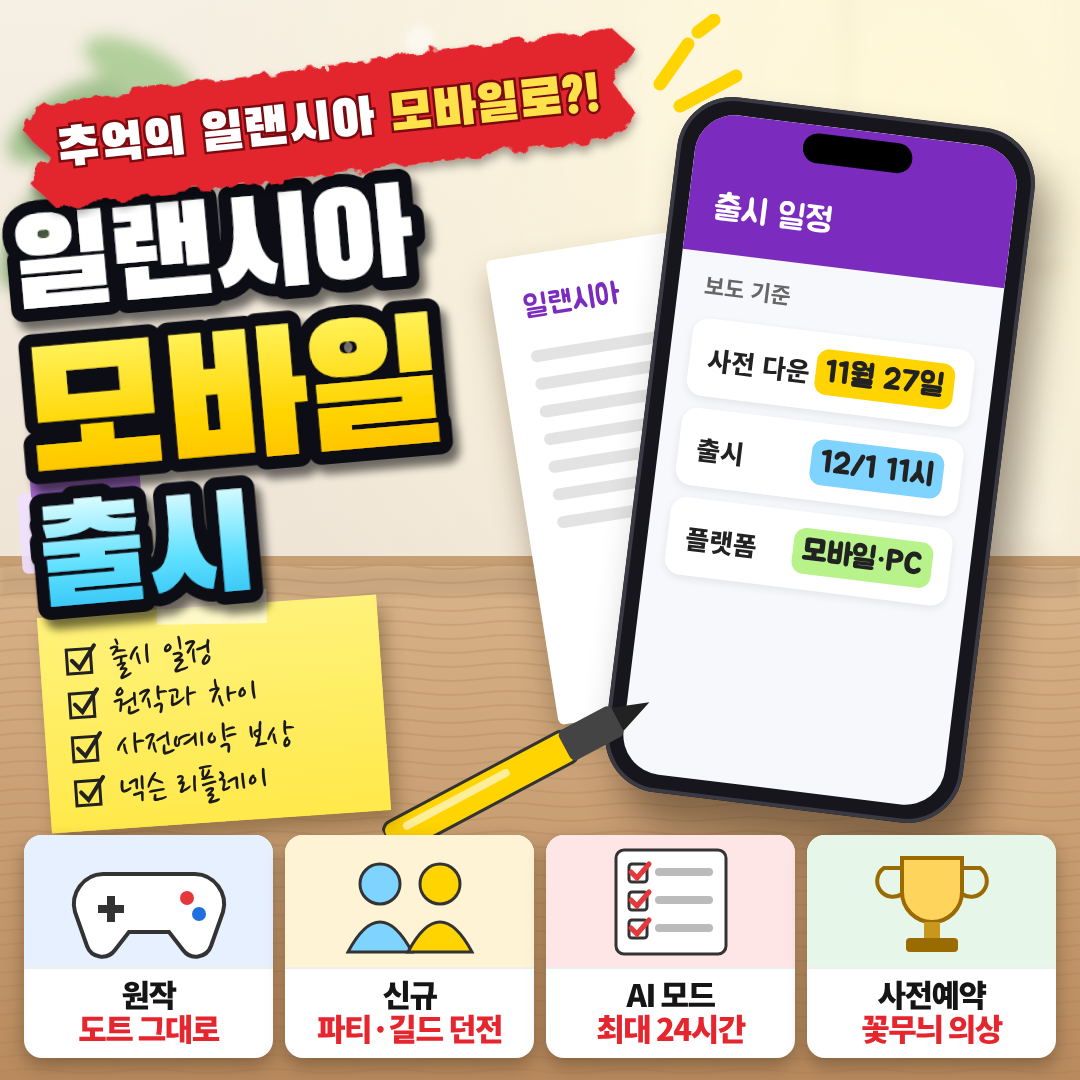 추억의 일랜시아 모바일로?!
일랜시아
모바일
출시
일랜시아
출시 일정
보도 기준
사전 다운 11월 27일
출시 12/1 11시
플랫폼 모바일·PC
출시 일정
원작과 차이
사전예약 보상
넥슨 리플레이
원작
도트 그대로
신규
파티·길드 던전
AI 모드
최대 24시간
사전예약
꽃무늬 의상